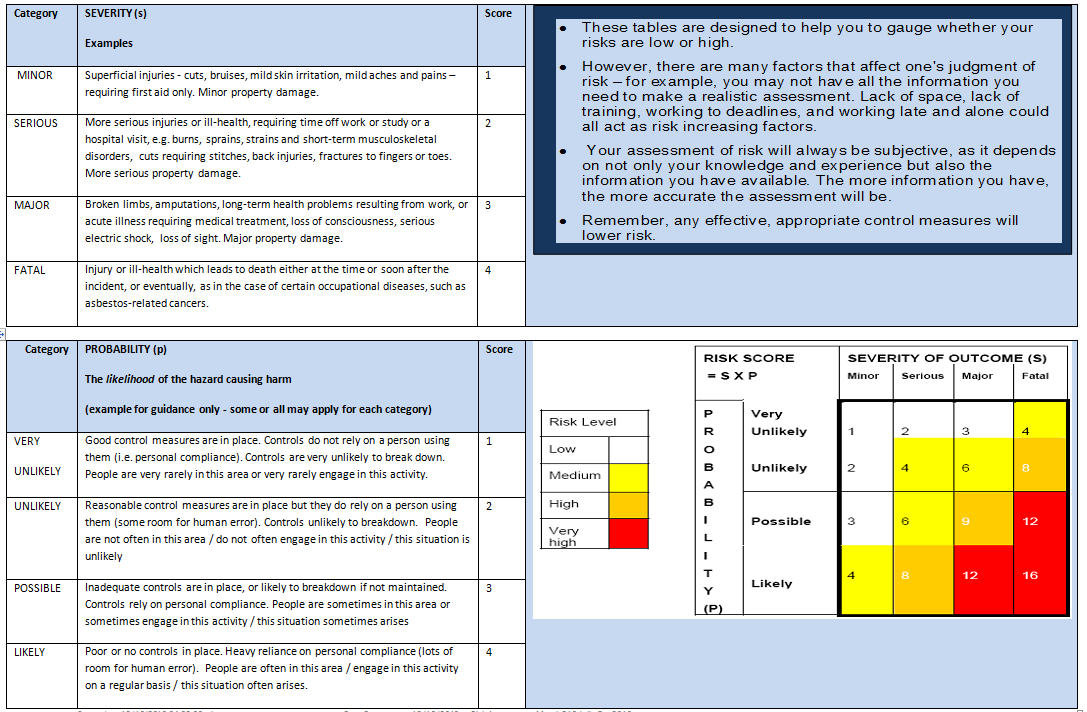 Category SEVERITY (s) Score
Examples
MINOR Superficial injuries - cuts, bruises, mild skin irritation, mild aches and pains – 1
requiring first aid only. Minor property damage.
SERIOUS More serious injuries or ill-health, requiring time off work or study or a 2
hospital visit, e.g. burns, sprains, strains and short-term musculoskeletal
disorders, cuts requiring stitches, back injuries, fractures to fingers or toes.
More serious property damage.
MAJOR Broken limbs, amputations, long-term health problems resulting from work, or 3
acute illness requiring medical treatment, loss of consciousness, serious
electric shock, loss of sight. Major property damage.
FATAL Injury or ill-health which leads to death either at the time or soon after the 4
incident, or eventually, as in the case of certain occupational diseases, such as
asbestos-related cancers.
• These tables are designed to help you to gauge whether your
risks are low or high.
• However, there are many factors that affect one's judgment of
risk – for example, you may not have all the information you
need to make a realistic assessment. Lack of space, lack of
training, working to deadlines, and working late and alone could
all act as risk increasing factors.
• Your assessment of risk will always be subjective, as it depends
on not only your knowledge and experience but also the
information you have available. The more information you have,
the more accurate the assessment will be.
• Remember, any effective, appropriate control measures will
lower risk.
Category PROBABILITY (p) Score
The likelihood of the hazard causing harm
(example for guidance only - some or all may apply for each category)
VERY Good control measures are in place. Controls do not rely on a person using 1
them (i.e. personal compliance). Controls are very unlikely to break down.
UNLIKELY People are very rarely in this area or very rarely engage in this activity.
UNLIKELY Reasonable control measures are in place but they do rely on a person using 2
them (some room for human error). Controls unlikely to breakdown. People
are not often in this area / do not often engage in this activity / this situation is
unlikely
POSSIBLE Inadequate controls are in place, or likely to breakdown if not maintained. 3
Controls rely on personal compliance. People are sometimes in this area or
sometimes engage in this activity / this situation sometimes arises
LIKELY Poor or no controls in place. Heavy reliance on personal compliance (lots of 4
room for human error). People are often in this area / engage in this activity
on a regular basis / this situation often arises.
Risk Level
Low
Medium
High
Very
high
RISK SCORE SEVERITY OF OUTCOME (S)
= S X P Minor Serious Major Fatal
PROBABILITY (P)
Very
Unlikely 1 2 3 4
Unlikely 2 4 6 8
Possible 3 6 9 12
Likely 4 8 12 16